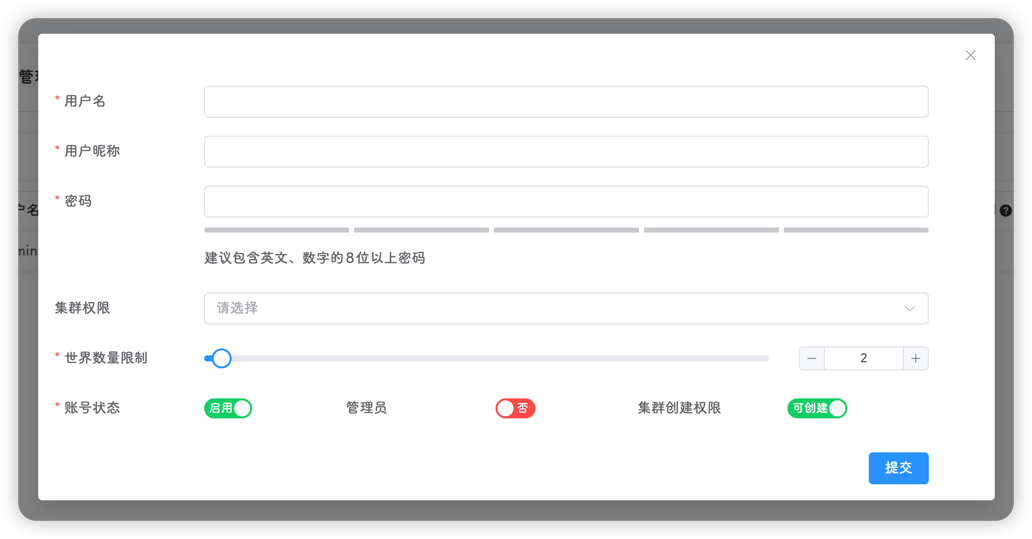 * 用户名
* 用户昵称
* 密码
建议包含英文、数字的8位以上密码
集群权限 请选择
* 世界数量限制 2
* 账号状态 启用 管理员 否 集群创建权限 可创建
提交